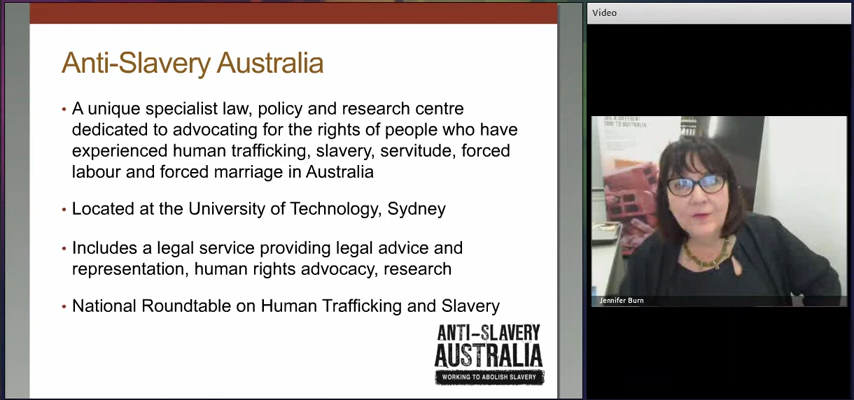 Anti-Slavery Australia
• A unique specialist law, policy and research centre
dedicated to advocating for the rights of people who have
experienced human trafficking, slavery, servitude, forced
labour and forced marriage in Australia
• Located at the University of Technology, Sydney
• Includes a legal service providing legal advice and
representation, human rights advocacy, research
• National Roundtable on Human Trafficking and Slavery
ANTI-SLAVERY
AUSTRALIA
WORKING TO ABOLISH SLAVERY
Video
Jennifer Burn